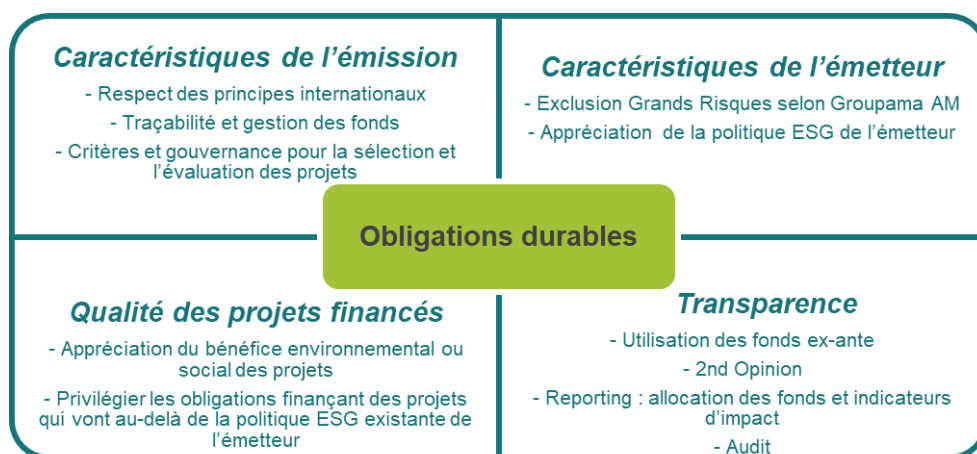 Caractéristiques de l’émission
- Respect des principes internationaux
- Traçabilité et gestion des fonds
- Critères et gouvernance pour la sélection et
l’évaluation des projets
Caractéristiques de l’émetteur
- Exclusion Grands Risques selon Groupama AM
- Appréciation de la politique ESG de l’émetteur
Obligations durables
Qualité des projets financés
- Appréciation du bénéfice environmental ou
social des projets
- Privilégier les obligations finançant des projets
qui vont au-delà de la politique ESG existante de
l’émetteur
Transparence
- Utilisation des fonds ex-ante
- 2nd Opinion
- Reporting : allocation des fonds et indicateurs
d’impact
- Audit